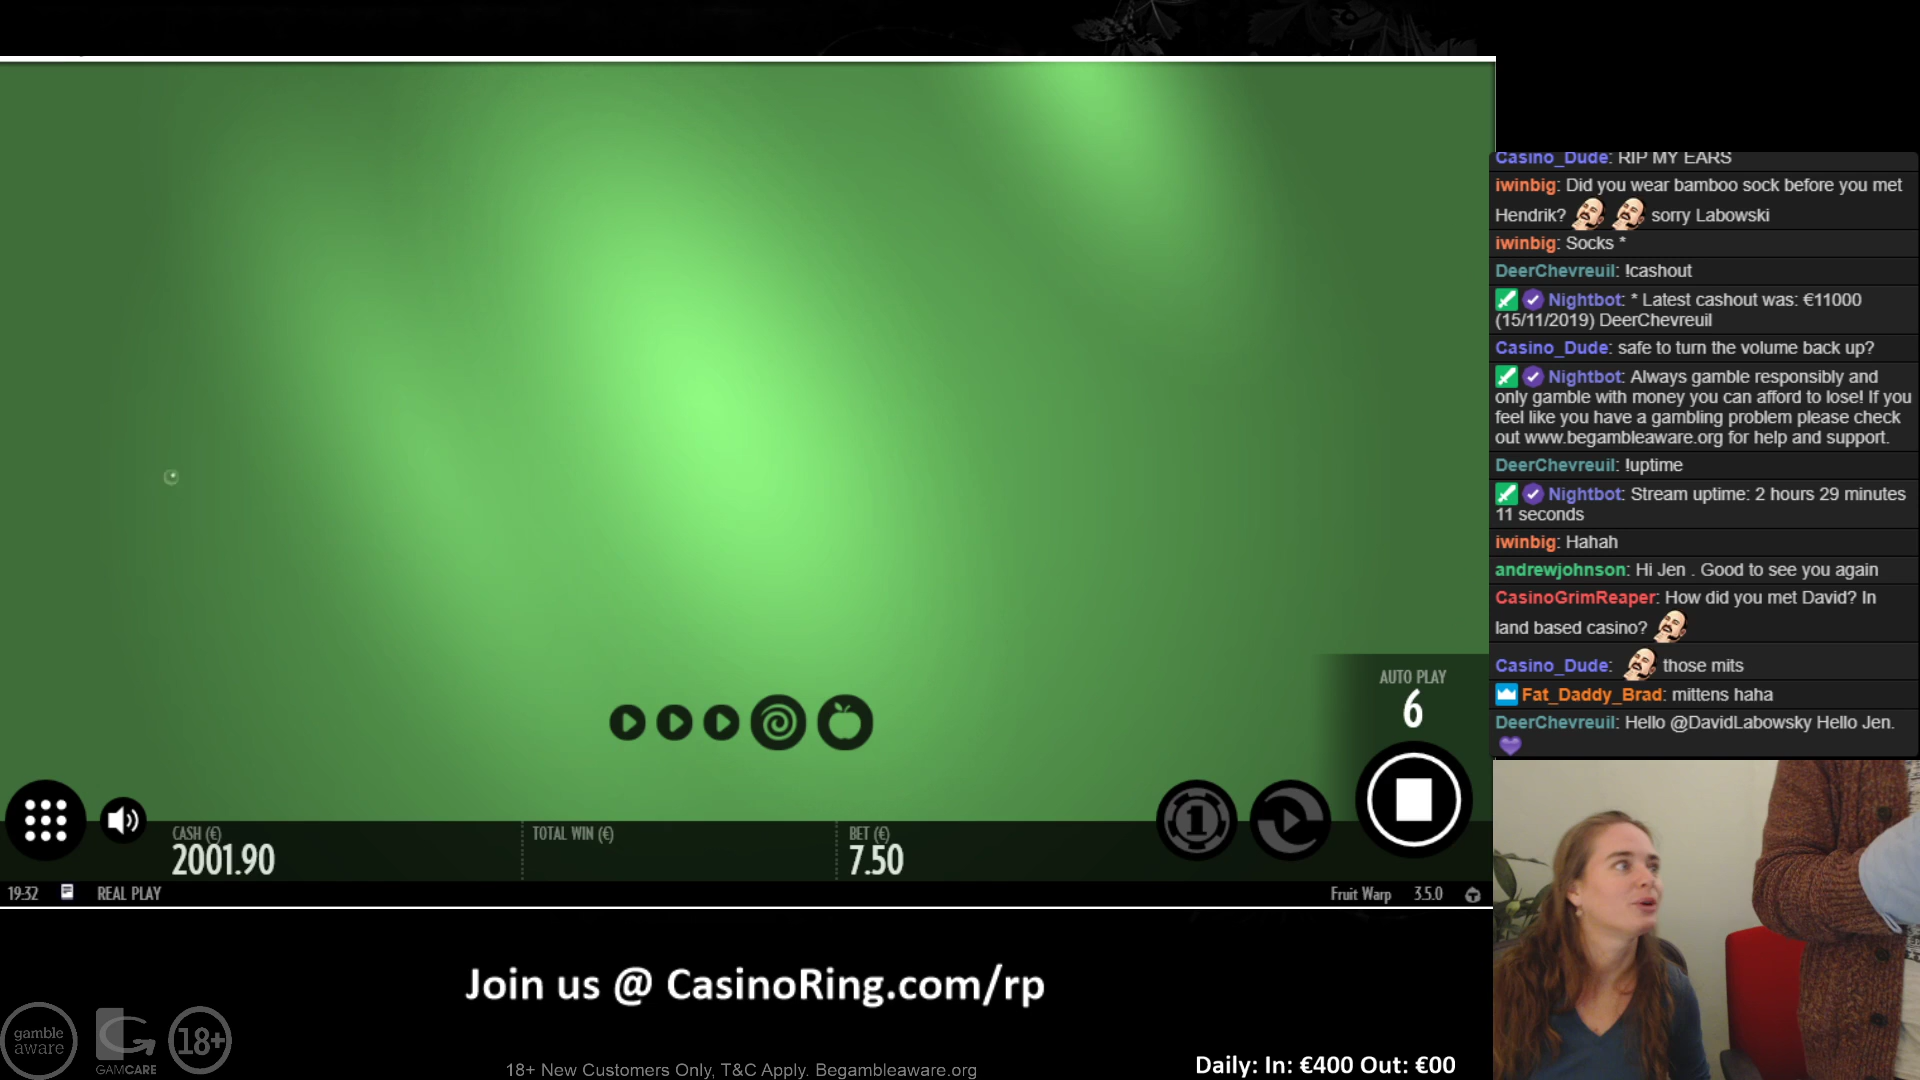 Casino_Dude: RIP MY EARS
iwinbig: Did you wear bamboo sock before you met
Hendrik? sorry Labowski
iwinbig: Socks *
DeerChevreuil: !cashout
Nightbot: * Latest cashout was: €11000
(15/11/2019) DeerChevreuil
Casino_Dude: safe to turn the volume back up?
Nightbot: Always gamble responsibly and
only gamble with money you can afford to lose! If you
feel like you have a gambling problem please check
out www.begambleaware.org for help and support.
DeerChevreuil: !uptime
Nightbot: Stream uptime: 2 hours 29 minutes
11 seconds
iwinbig: Hahah
andrewjohnson: Hi Jen . Good to see you again
CasinoGrimReaper: How did you met David? In
land based casino?
Casino_Dude: those mits
Fat_Daddy_Brad: mittens haha
DeerChevreuil: Hello @DavidLabowsky Hello Jen.
AUTO PLAY
6
1
CASH (€)
2001.90
TOTAL WIN (€)
BET (€)
7.50
19:32
REAL PLAY
Fruit Warp
3.5.0
Join us @ CasinoRing.com/rp
gamble
aware
GAMCARE
18+
18+ New Customers Only, T&C Apply. Begambleaware.org
Daily: In: €400 Out: €00